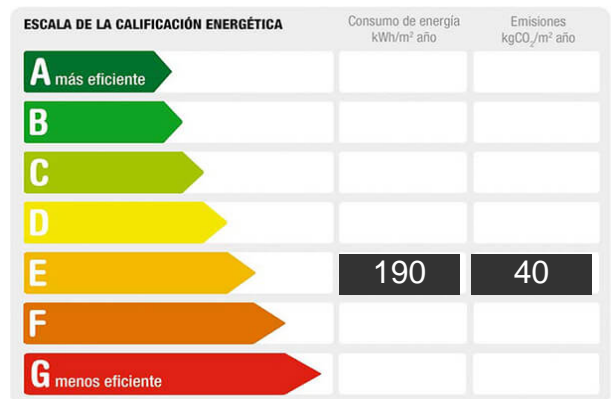 ESCALA DE LA CALIFICACIÓN ENERGÉTICA
Consumo de energía
kWh/m² año
Emisiones
kgCO₂/m² año
A más eficiente
B
C
D
E 190 40
F
G menos eficiente